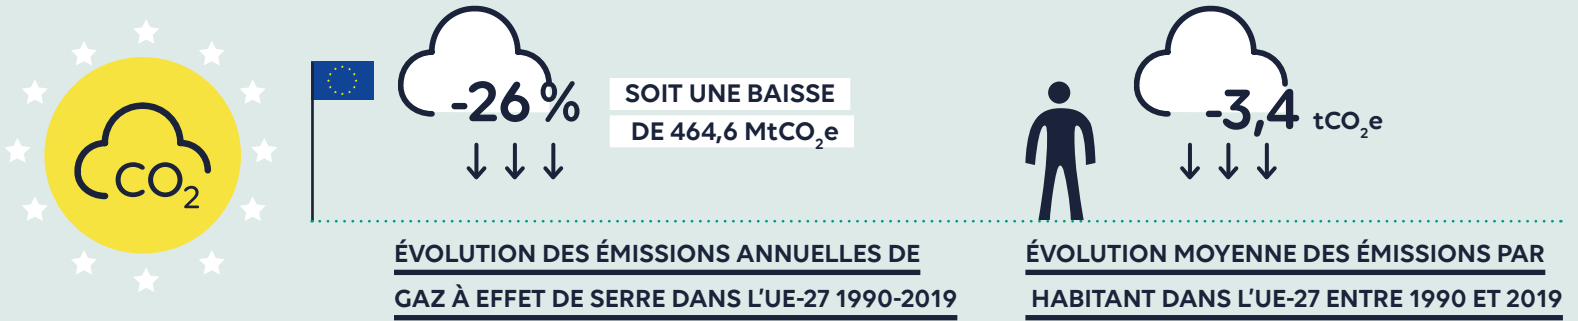 CO₂
-26 %
SOIT UNE BAISSE
DE 464,6 MtCO₂e
ÉVOLUTION DES ÉMISSIONS ANNUELLES DE
GAZ À EFFET DE SERRE DANS L'UE-27 1990-2019
-3,4 tCO₂e
ÉVOLUTION MOYENNE DES ÉMISSIONS PAR
HABITANT DANS L'UE-27 ENTRE 1990 ET 2019